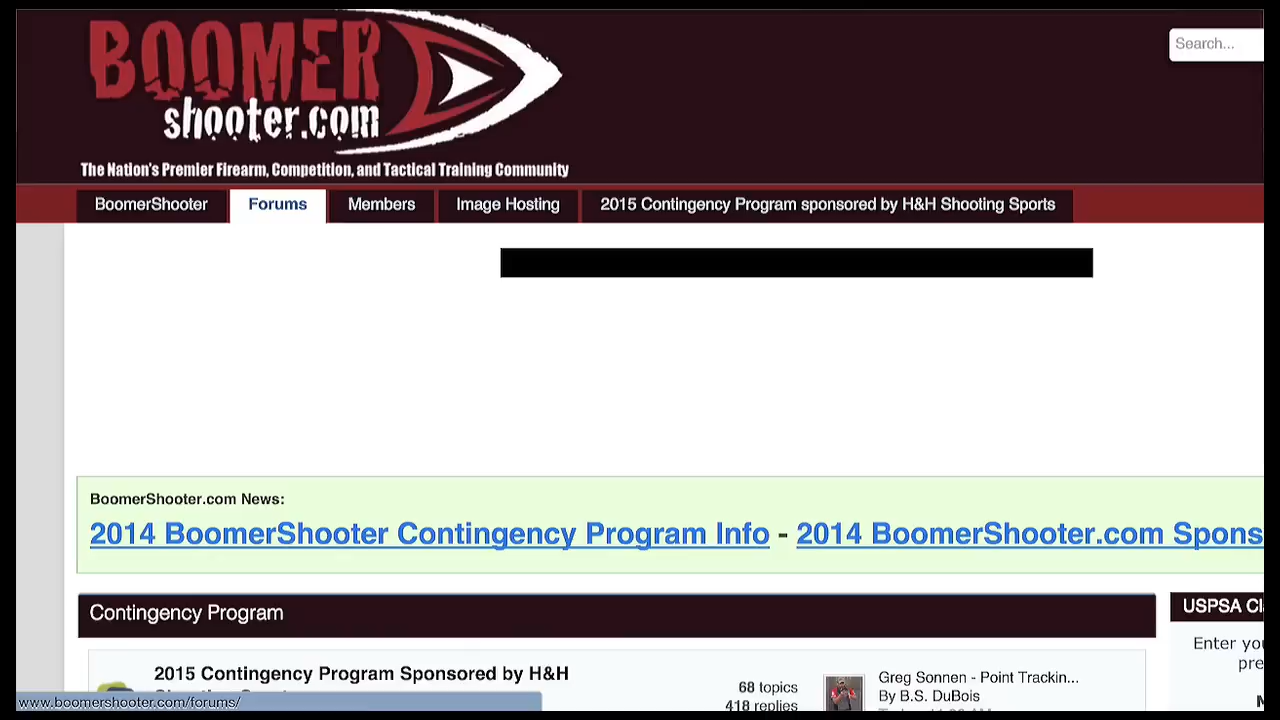 BOOMER
shooter.com
The Nation's Premier Firearm, Competition, and Tactical Training Community
Search...
BoomerShooter Forums Members Image Hosting 2015 Contingency Program sponsored by H&H Shooting Sports
BoomerShooter.com News:
2014 BoomerShooter Contingency Program Info - 2014 BoomerShooter.com Spons
Contingency Program
USPSA Cl
Enter you
pre
2015 Contingency Program Sponsored by H&H
68 topics
418 replies
Greg Sonnen - Point Trackin...
By B.S. DuBois
www.boomershooter.com/forums/